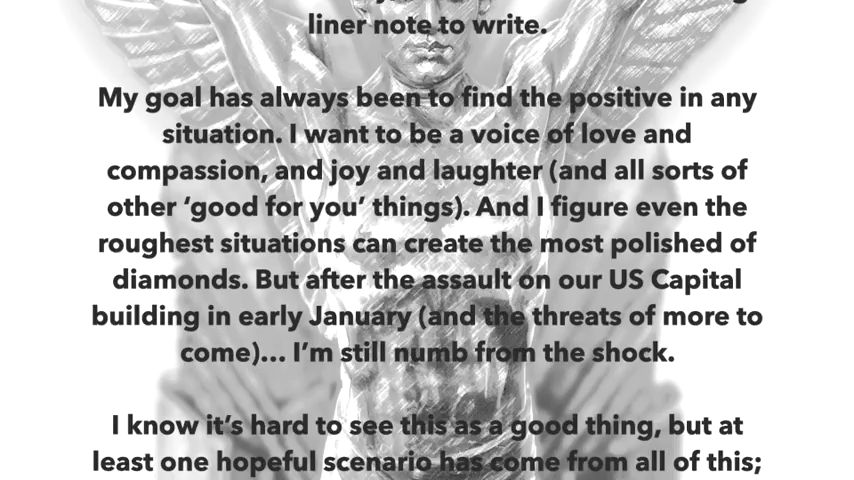 liner note to write.
My goal has always been to find the positive in any
situation. I want to be a voice of love and
compassion, and joy and laughter (and all sorts of
other ‘good for you’ things). And I figure even the
roughest situations can create the most polished of
diamonds. But after the assault on our US Capital
building in early January (and the threats of more to
come)… I’m still numb from the shock.
I know it’s hard to see this as a good thing, but at
least one hopeful scenario has come from all of this;